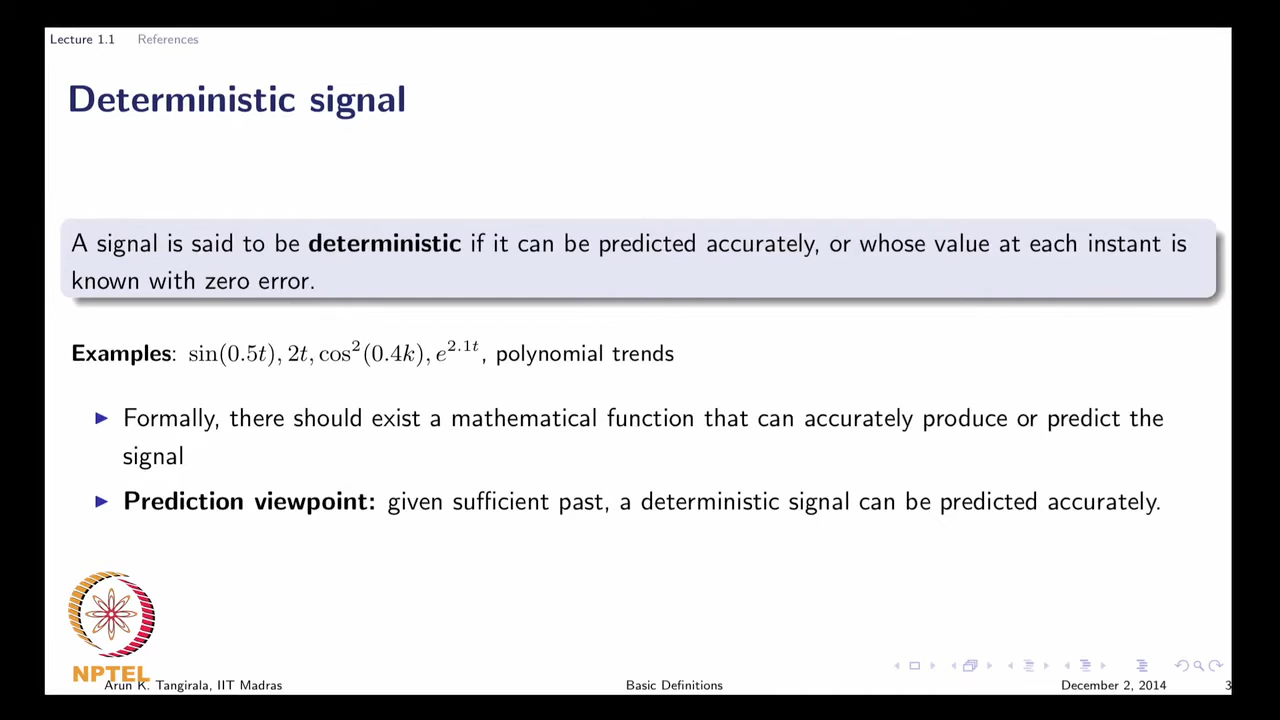 Lecture 1.1 References
Deterministic signal
A signal is said to be deterministic if it can be predicted accurately, or whose value at each instant is
known with zero error.
Examples: sin(0.5t), 2t, cos²(0.4k), e^{2.1t}, polynomial trends
▶ Formally, there should exist a mathematical function that can accurately produce or predict the
signal
▶ Prediction viewpoint: given sufficient past, a deterministic signal can be predicted accurately.
NPTEL
Arun K. Tangirala, IIT Madras Basic Definitions December 2, 2014 3